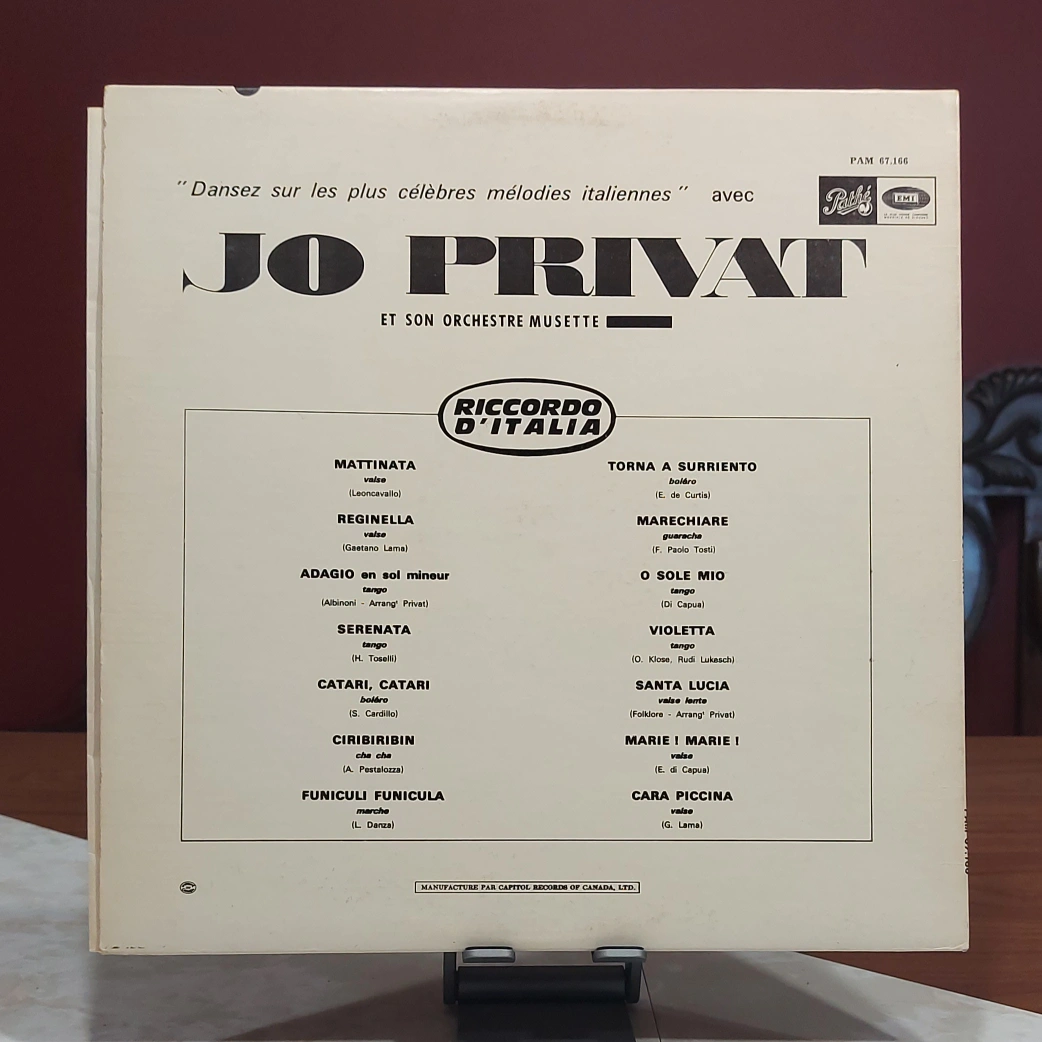 PAM 67.166
"Dansez sur les plus célèbres mélodies italiennes" avec
Pathé
EMI
JO PRIVAT
ET SON ORCHESTRE MUSETTE
RICCORDO
D'ITALIA
MATTINATA
valse
(Leoncavallo)
REGINELLA
valse
(Gaetano Lama)
ADAGIO en sol mineur
tango
(Albinoni - Arrangt Privat)
SERENATA
tango
(H. Toselli)
CATARI, CATARI
boléro
(S. Cardillo)
CIRIBIRIBIN
cha cha
(A. Pestalozza)
FUNICULI FUNICULA
marche
(L. Danza)
TORNA A SURRIENTO
boléro
(E. de Curtis)
MARECHIARE
guaracha
(F. Paolo Tosti)
O SOLE MIO
tango
(Di Capua)
VIOLETTA
tango
(O. Klose, Rudi Lukesch)
SANTA LUCIA
valse lente
(Folklore - Arrangt Privat)
MARIE ! MARIE !
valse
(E. di Capua)
CARA PICCINA
valse
(G. Lama)
MANUFACTURE PAR CAPITOL RECORDS OF CANADA, LTD.